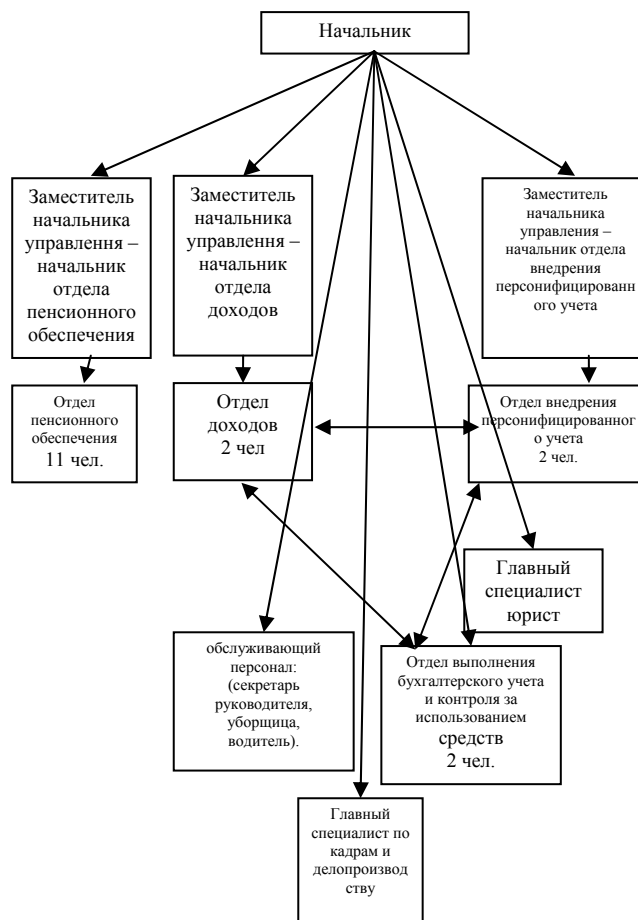 Начальник
Заместитель
начальника
управлення –
начальник
отдела
пенсионного
обеспечения
Заместитель
начальника
управлення –
начальник
отдела
доходов
Заместитель
начальника
управления –
начальник отдела
внедрения
персонифицированн
ого учета
Отдел
пенсионного
обеспечения
11 чел.
Отдел
доходов
2 чел
Отдел внедрения
персонифицированног
о учета
2 чел.
Главный
специалист
юрист
обслуживающий
персонал:
(секретарь
руководителя,
уборщица,
водитель).
Отдел выполнения
бухгалтерского учета
и контроля за
использованием
средств
2 чел.
Главный
специалист по
кадрам и
делопроизвод
ству